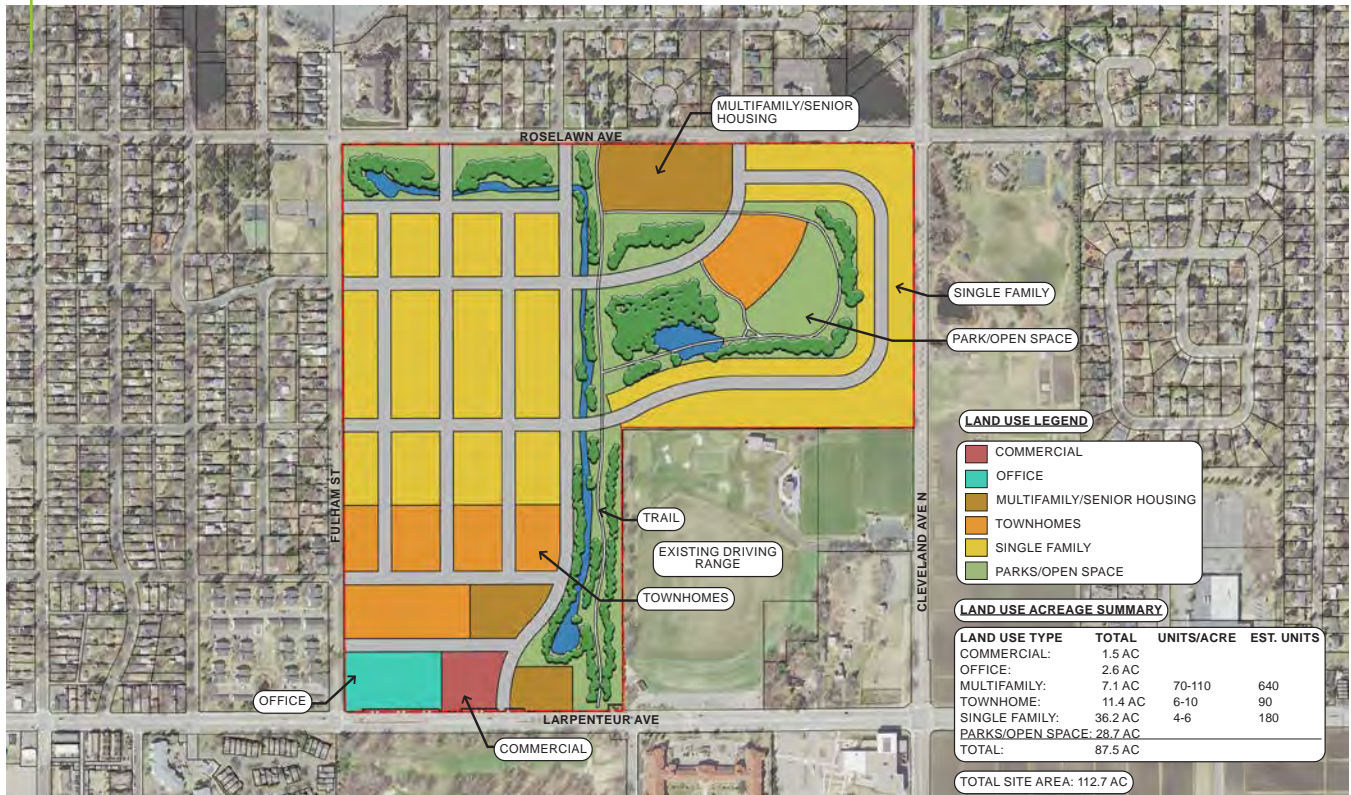 MULTIFAMILY/SENIOR
HOUSING
ROSELAWN AVE
SINGLE FAMILY
PARK/OPEN SPACE
FULHAM ST
CLEVELAND AVE N
TRAIL
EXISTING DRIVING
RANGE
TOWNHOMES
OFFICE
LARPENTEUR AVE
COMMERCIAL
LAND USE LEGEND
COMMERCIAL
OFFICE
MULTIFAMILY/SENIOR HOUSING
TOWNHOMES
SINGLE FAMILY
PARKS/OPEN SPACE
LAND USE ACREAGE SUMMARY
LAND USE TYPE TOTAL UNITS/ACRE EST. UNITS
COMMERCIAL: 1.5 AC
OFFICE: 2.6 AC
MULTIFAMILY: 7.1 AC 70-110 640
TOWNHOME: 11.4 AC 6-10 90
SINGLE FAMILY: 36.2 AC 4-6 180
PARKS/OPEN SPACE: 28.7 AC
TOTAL: 87.5 AC
TOTAL SITE AREA: 112.7 AC